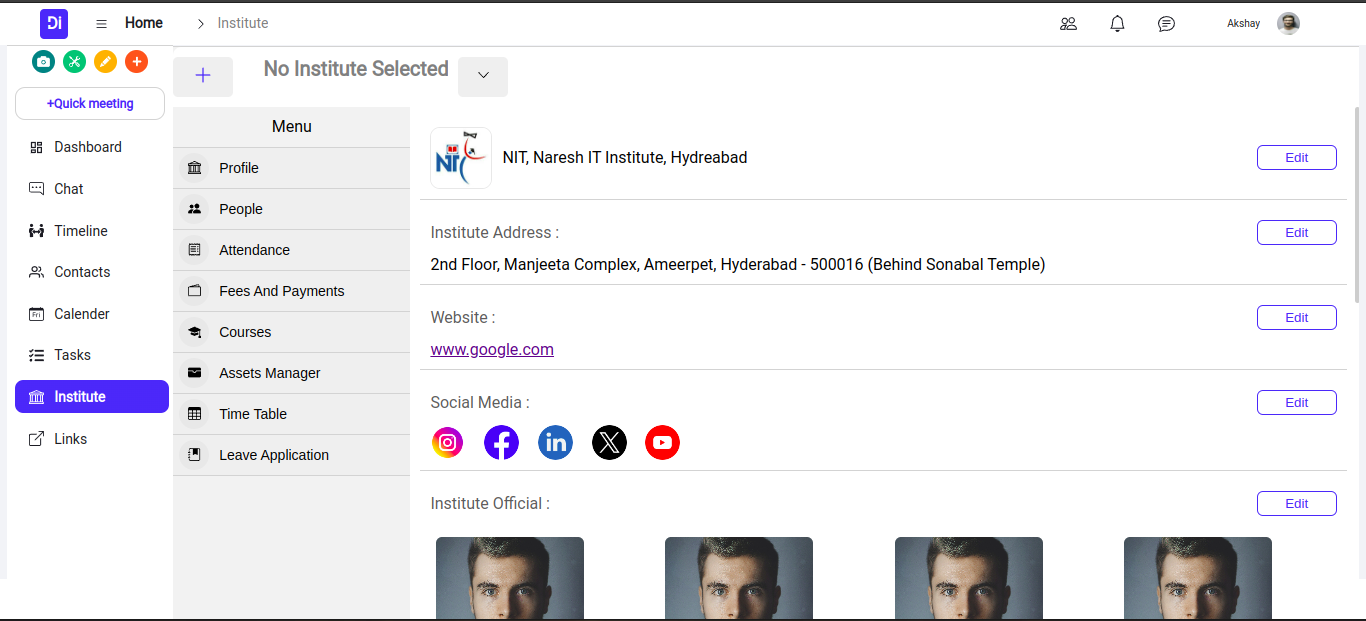 Di
Home
Institute
Akshay
+Quick meeting
Dashboard
Chat
Timeline
Contacts
Fri
Calender
Tasks
Institute
Links
No Institute Selected
Menu
Profile
People
Attendance
Fees And Payments
Courses
Assets Manager
Time Table
Leave Application
NIT
NIT, Naresh IT Institute, Hydreabad
Edit
Institute Address :
Edit
2nd Floor, Manjeeta Complex, Ameerpet, Hyderabad - 500016 (Behind Sonabal Temple)
Website :
Edit
www.google.com
Social Media :
Edit
in
Institute Official :
Edit